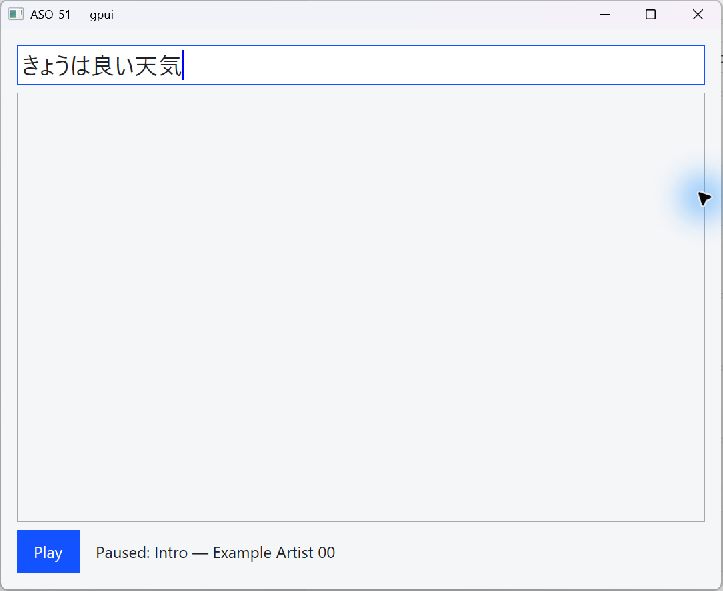 ASO-51 — gpui
きょうは良い天気
Play
Paused: Intro — Example Artist 00